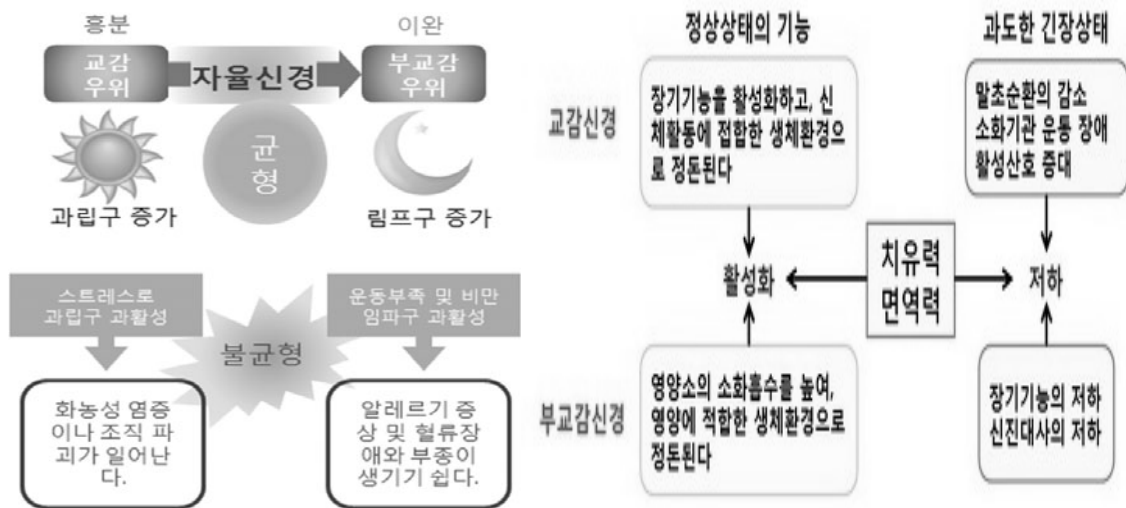 흥분
이완
교감
우위
자율신경
부교감
우위
균
형
과립구 증가
림프구 증가
스트레스로
과립구 과활성
불균형
운동부족 및 비만
임파구 과활성
화농성 염증
이나 조직 파
괴가 일어난
다.
알레르기 증
상 및 혈류장
애와 부종이
생기기 쉽다.
정상상태의 기능
과도한 긴장상태
교감신경
장기기능을 활성화하고, 신
체활동에 접합한 생체환경으
로 정돈된다
말초순환의 감소
소화기관 운동 장애
활성산호 증대
활성화
치유력
면역력
저하
부교감신경
영양소의 소화흡수를 높여,
영양에 적합한 생체환경으로
정돈된다
장기기능의 저하
신진대사의 저하